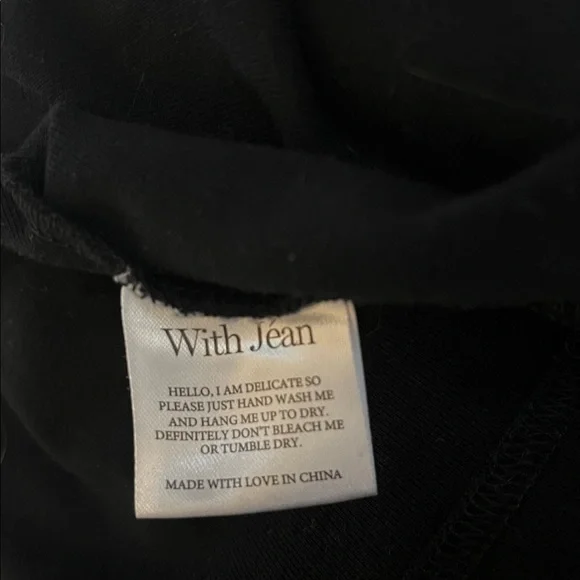 With Jéan
HELLO, I AM DELICATE SO
PLEASE JUST HAND WASH ME
AND HANG ME UP TO DRY.
DEFINITELY DON'T BLEACH ME
OR TUMBLE DRY.
MADE WITH LOVE IN CHINA